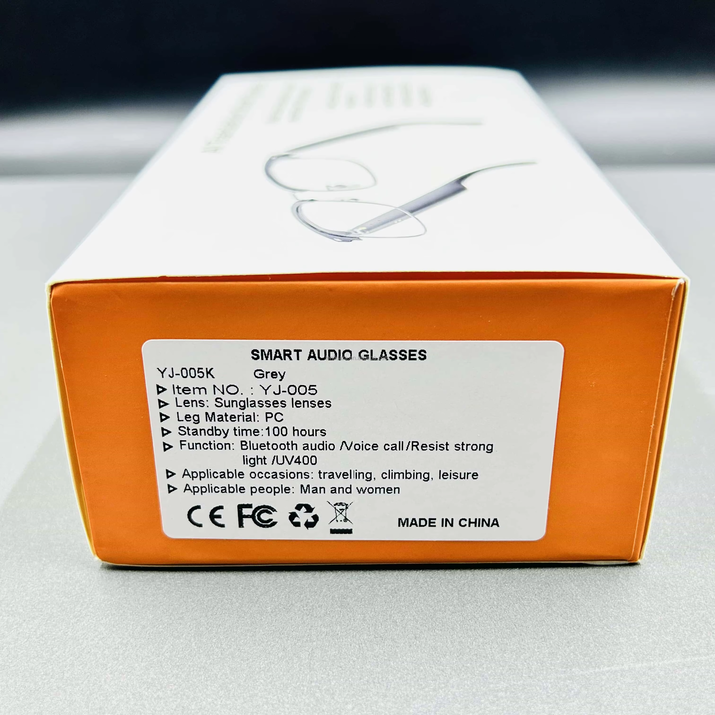 SMART AUDIO GLASSES
YJ-005K Grey
Item NO. : YJ-005
Lens: Sunglasses lenses
Leg Material: PC
Standby time:100 hours
Function: Bluetooth audio /Voice call/Resist strong
light /UV400
Applicable occasions: travelling, climbing, leisure
Applicable people: Man and women
CE FC
MADE IN CHINA